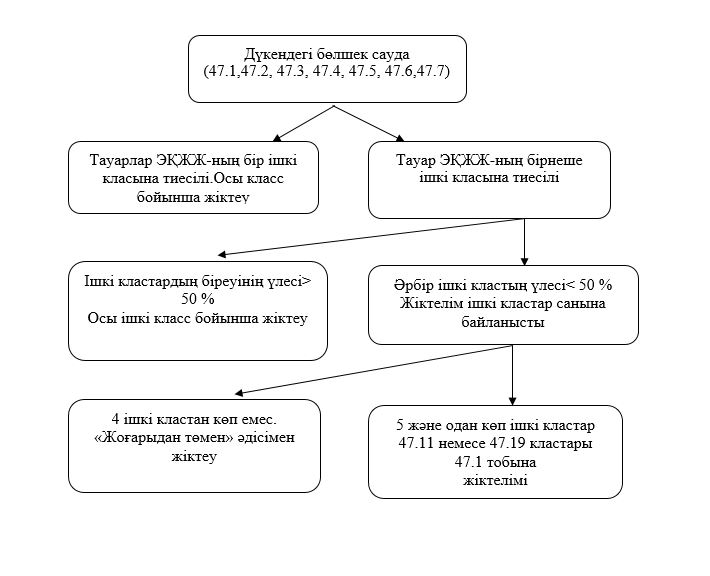 Дүкендегі бөлшек сауда
(47.1,47.2, 47.3, 47.4, 47.5, 47.6,47.7)
Тауарлар ЭҚЖЖ-ның бір ішкі
класына тиесілі.Осы класс
бойынша жіктеу
Тауар ЭҚЖЖ-ның бірнеше
ішкі класына тиесілі
Ішкі кластардың біреуінің үлесі>
50 %
Осы ішкі класс бойынша жіктеу
Әрбір ішкі кластың үлесі< 50 %
Жіктелім ішкі кластар санына
байланысты
4 ішкі кластан көп емес.
«Жоғарыдан төмен» әдісімен
жіктеу
5 және одан көп ішкі кластар
47.11 немесе 47.19 кластары
47.1 тобына
жіктелімі